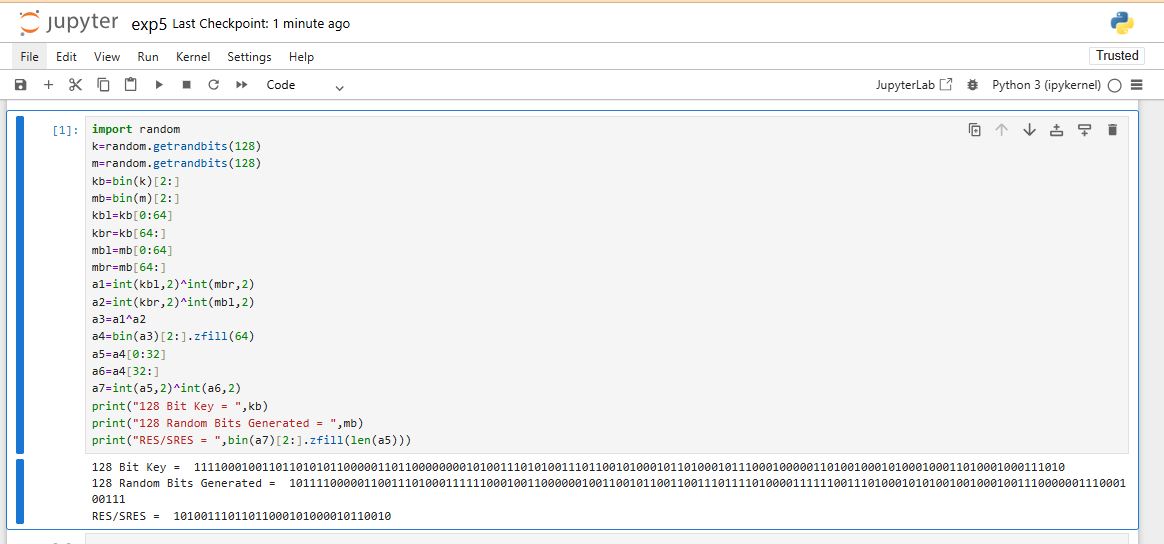 jupyter exp5 Last Checkpoint: 1 minute ago
File Edit View Run Kernel Settings Help Trusted
Code JupyterLab Python 3 (ipykernel)
[1]: import random
k=random.getrandbits(128)
m=random.getrandbits(128)
kb=bin(k)[2:]
mb=bin(m)[2:]
kbl=kb[0:64]
kbr=kb[64:]
mbl=mb[0:64]
mbr=mb[64:]
a1=int(kbl,2)^int(mbr,2)
a2=int(kbr,2)^int(mbl,2)
a3=a1^a2
a4=bin(a3)[2:].zfill(64)
a5=a4[0:32]
a6=a4[32:]
a7=int(a5,2)^int(a6,2)
print("128 Bit Key = ",kb)
print("128 Random Bits Generated = ",mb)
print("RES/SRES = ",bin(a7)[2:].zfill(len(a5)))
128 Bit Key =
128 Random Bits Generated =
00111
RES/SRES = 10100111011011000101000010110010